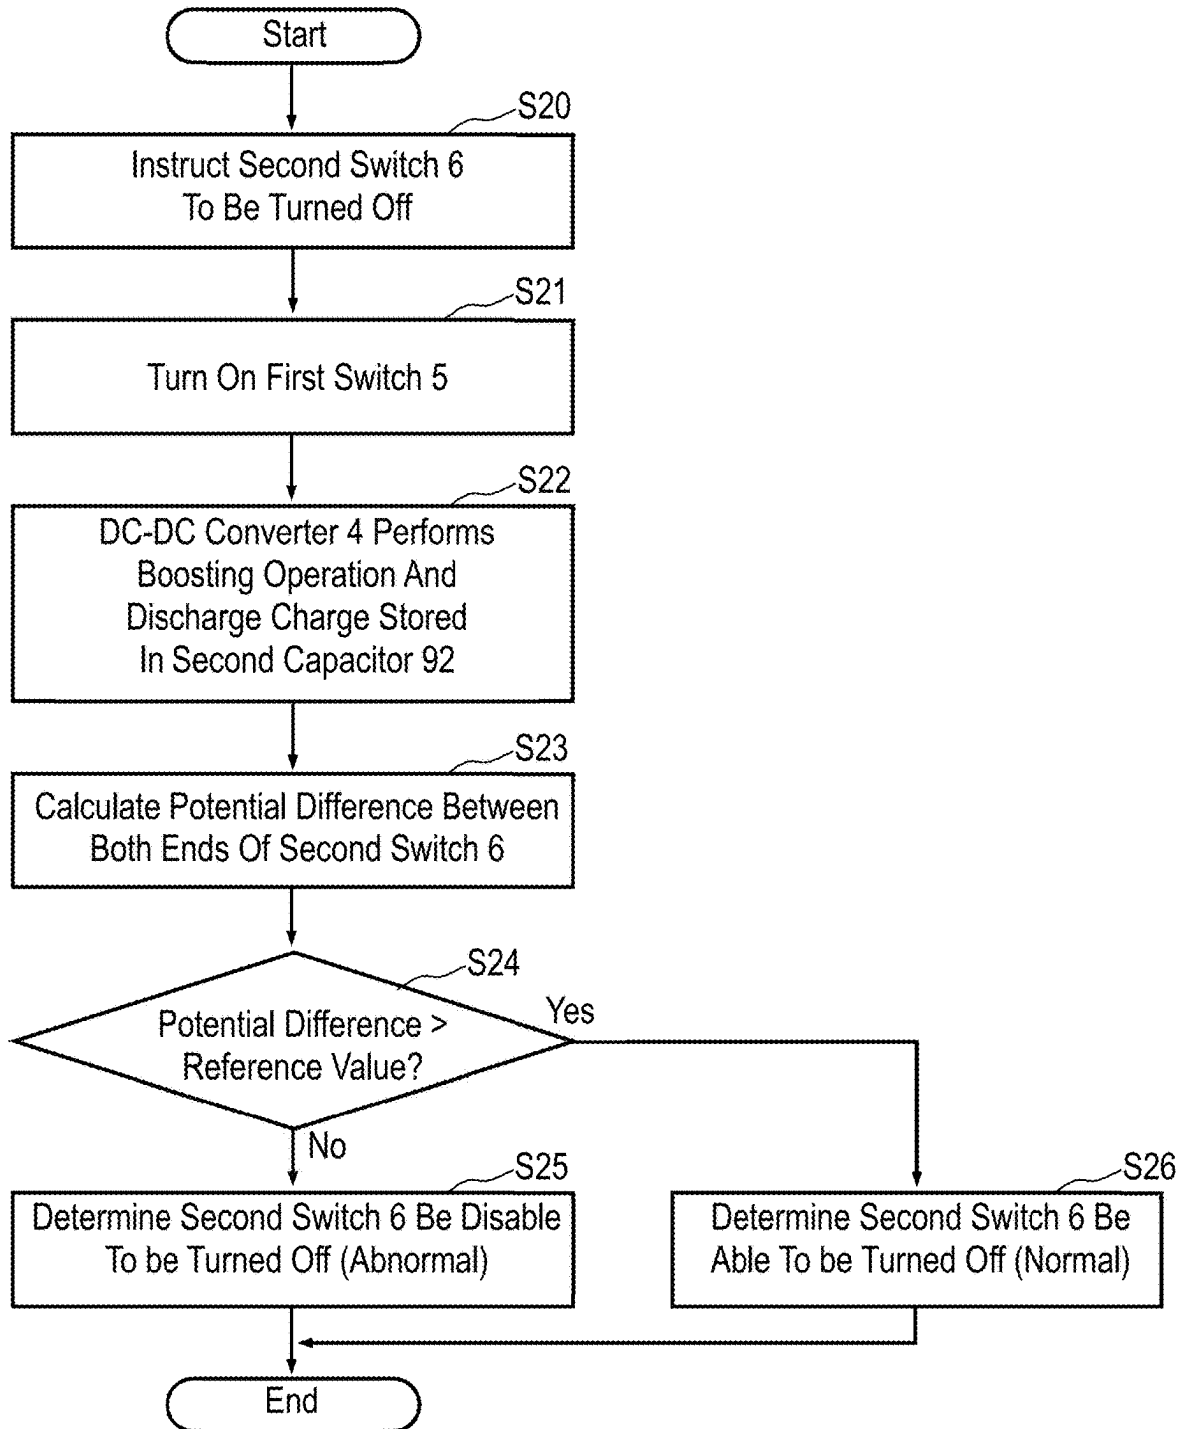 Start
S20
Instruct Second Switch 6
To Be Turned Off
S21
Turn On First Switch 5
S22
DC-DC Converter 4 Performs
Boosting Operation And
Discharge Charge Stored
In Second Capacitor 92
S23
Calculate Potential Difference Between
Both Ends Of Second Switch 6
S24
Potential Difference >
Reference Value?
Yes
No
S25
Determine Second Switch 6 Be Disable
To be Turned Off (Abnormal)
S26
Determine Second Switch 6 Be
Able To be Turned Off (Normal)
End